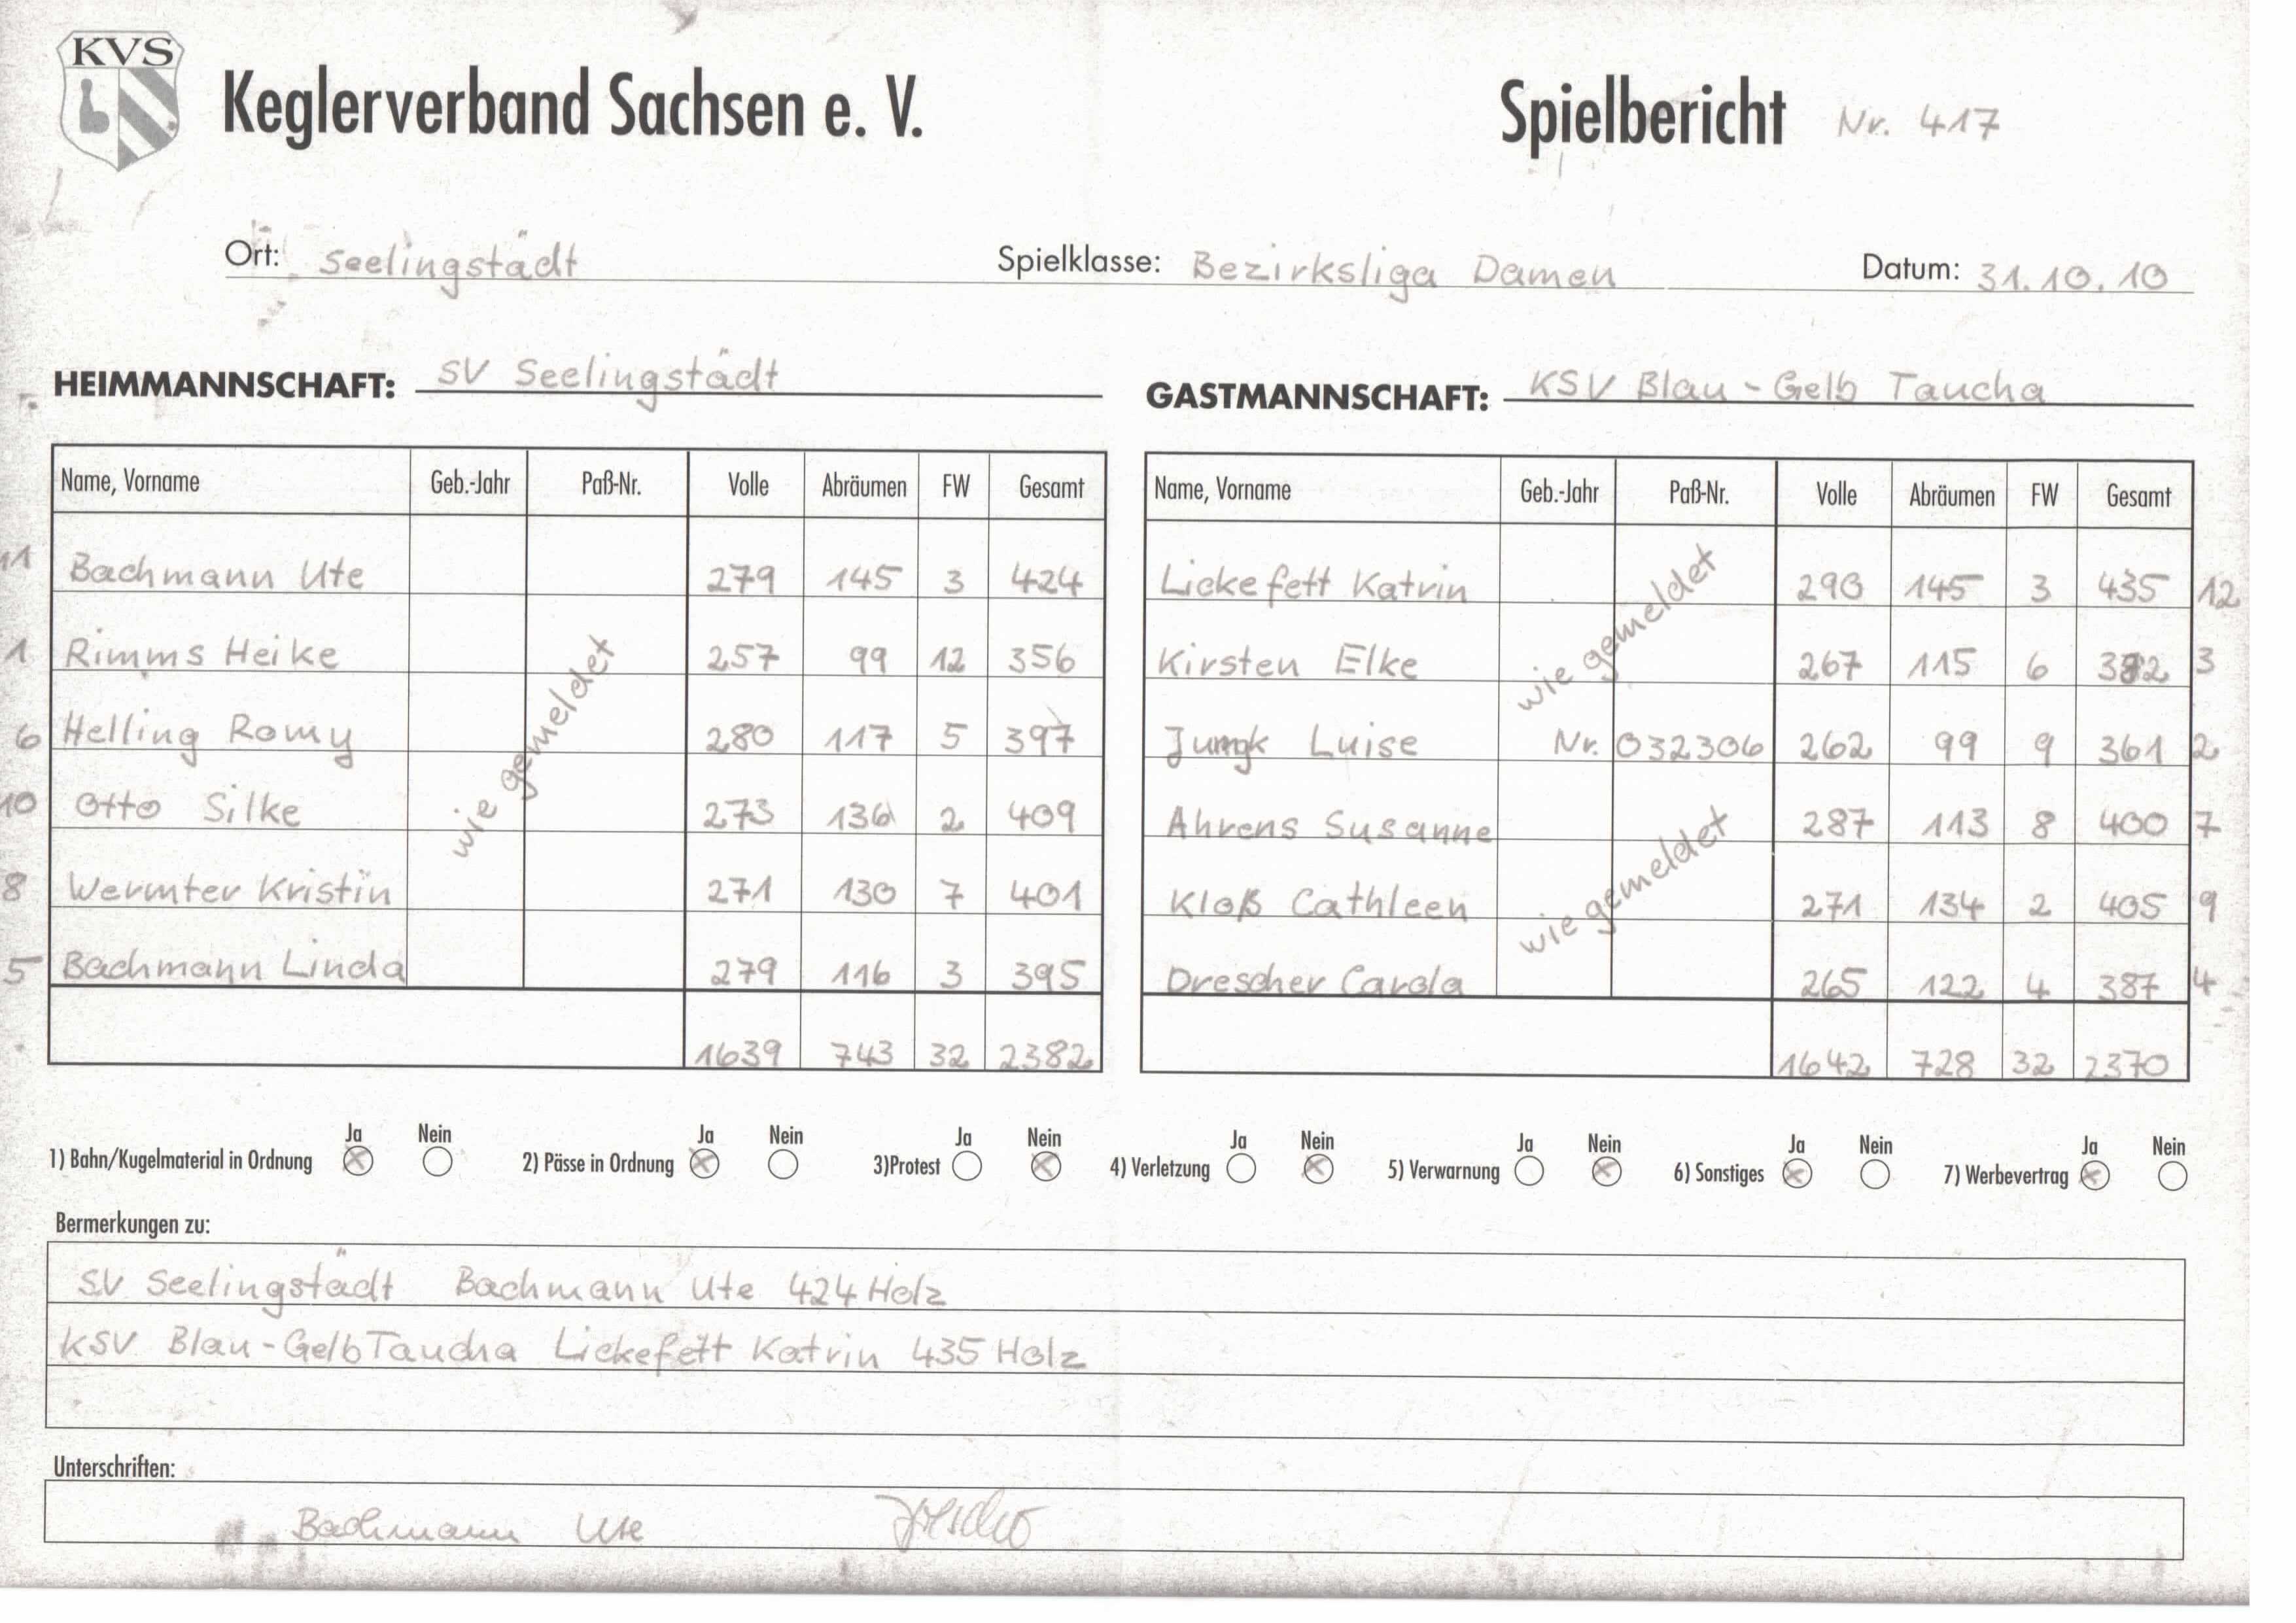 KVS
Keglerverband Sachsen e. V.
Spielbericht Nr. 417
Ort: Seelingstädt Spielklasse: Bezirksliga Damen Datum: 31.10.10
HEIMMANNSCHAFT: SV Seelingstädt
GASTMANNSCHAFT: KSV Blau-Gelb Taucha
Name, Vorname Geb.-Jahr Paß-Nr. Volle Abräumen FW Gesamt
11 Bachmann Ute 279 145 3 424
1 Rimms Heike 257 99 12 356
6 Helling Romy 280 117 5 397
10 Otto Silke 273 136 2 409
8 Wermter Kristin 271 130 7 401
5 Bachmann Linda 279 116 3 395
wie gemeldet
1639 743 32 2382
Name, Vorname Geb.-Jahr Paß-Nr. Volle Abräumen FW Gesamt
Lickefett Katrin 290 145 3 435 12
Kirsten Elke 267 115 6 382 3
wie gemeldet
Jungk Luise Nr. 032306 262 99 9 361 2
Ahrens Susanne 287 113 8 400 7
Kloß Cathleen 271 134 2 405 9
Drescher Carola 265 122 4 387 4
wie gemeldet
1642 728 32 2370
Ja Nein Ja Nein Ja Nein Ja Nein Ja Nein Ja Nein Ja Nein
1) Bahn/Kugelmaterial in Ordnung 2) Pässe in Ordnung 3)Protest 4) Verletzung 5) Verwarnung 6) Sonstiges 7) Werbevertrag
Bermerkungen zu:
SV Seelingstädt Bachmann Ute 424 Holz
KSV Blau-Gelb Taucha Lickefett Katrin 435 Holz
Unterschriften:
Bachmann Ute